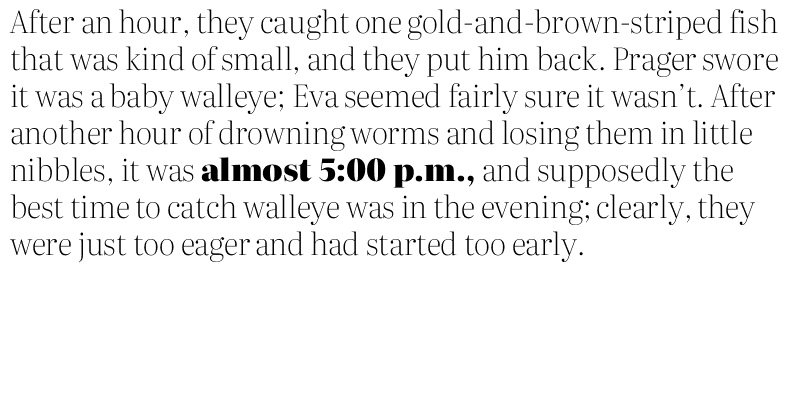 After an hour, they caught one gold-and-brown-striped fish
that was kind of small, and they put him back. Prager swore
it was a baby walleye; Eva seemed fairly sure it wasn’t. After
another hour of drowning worms and losing them in little
nibbles, it was almost 5:00 p.m., and supposedly the
best time to catch walleye was in the evening; clearly, they
were just too eager and had started too early.